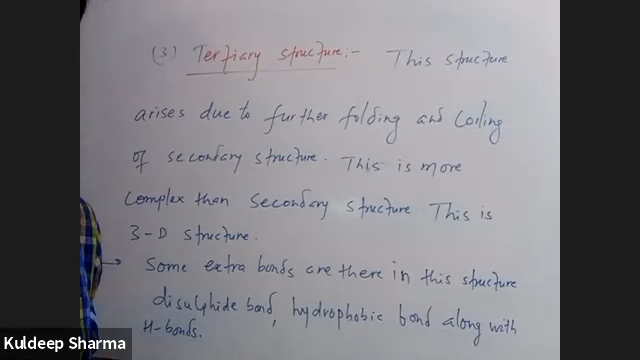 (3) Tertiary structure:- This structure
arises due to further folding and coiling
of secondary structure. This is more
complex than secondary structure. This is
3-D structure.
→ Some extra bonds are there in this structure
disulphide bond, hydrophobic bond along with
H-bonds.
Kuldeep Sharma